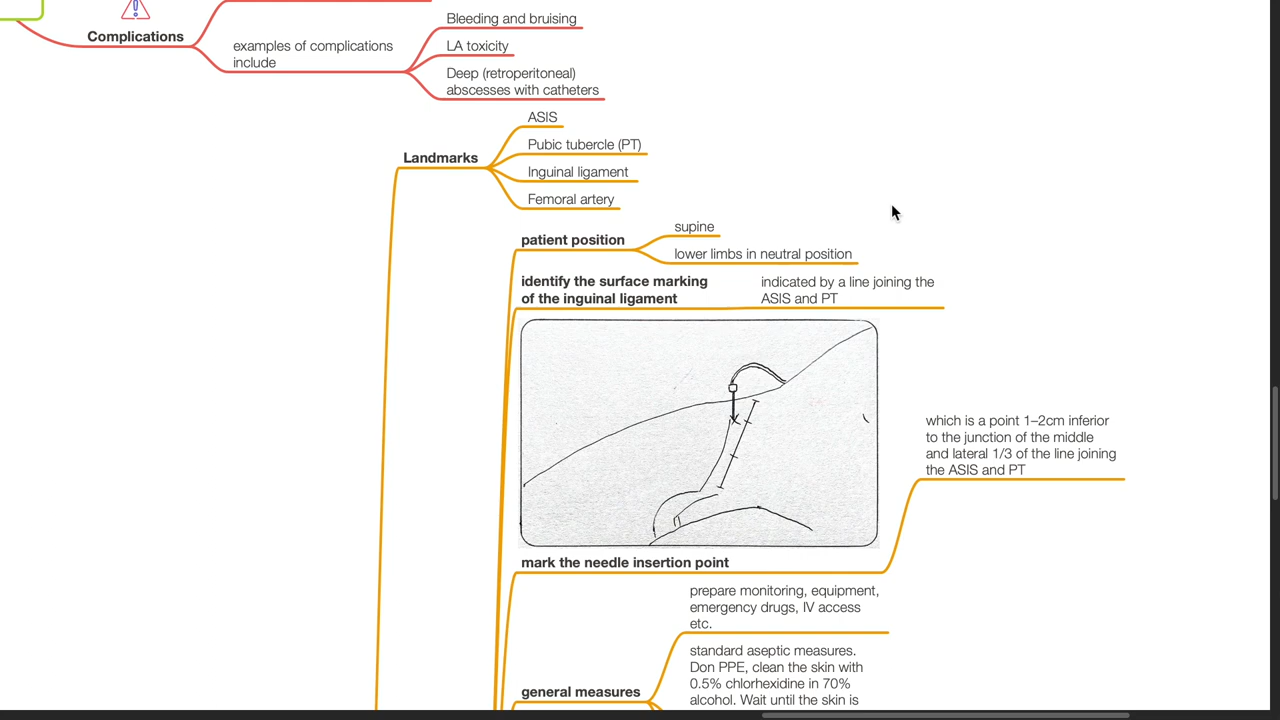 Bleeding and bruising
Complications
examples of complications
include
LA toxicity
Deep (retroperitoneal)
abscesses with catheters
ASIS
Landmarks
Pubic tubercle (PT)
Inguinal ligament
Femoral artery
supine
patient position
lower limbs in neutral position
identify the surface marking
of the inguinal ligament
indicated by a line joining the
ASIS and PT
which is a point 1–2cm inferior
to the junction of the middle
and lateral 1/3 of the line joining
the ASIS and PT
mark the needle insertion point
prepare monitoring, equipment,
emergency drugs, IV access
etc.
standard aseptic measures.
Don PPE, clean the skin with
0.5% chlorhexidine in 70%
alcohol. Wait until the skin is
general measures